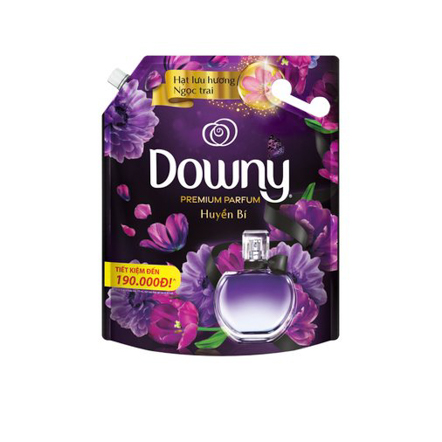 Hạt lưu hương
Ngọc trai
Downy
PREMIUM PARFUM
Huyền Bí
TIẾT KIỆM ĐẾN
190.000Đ!*